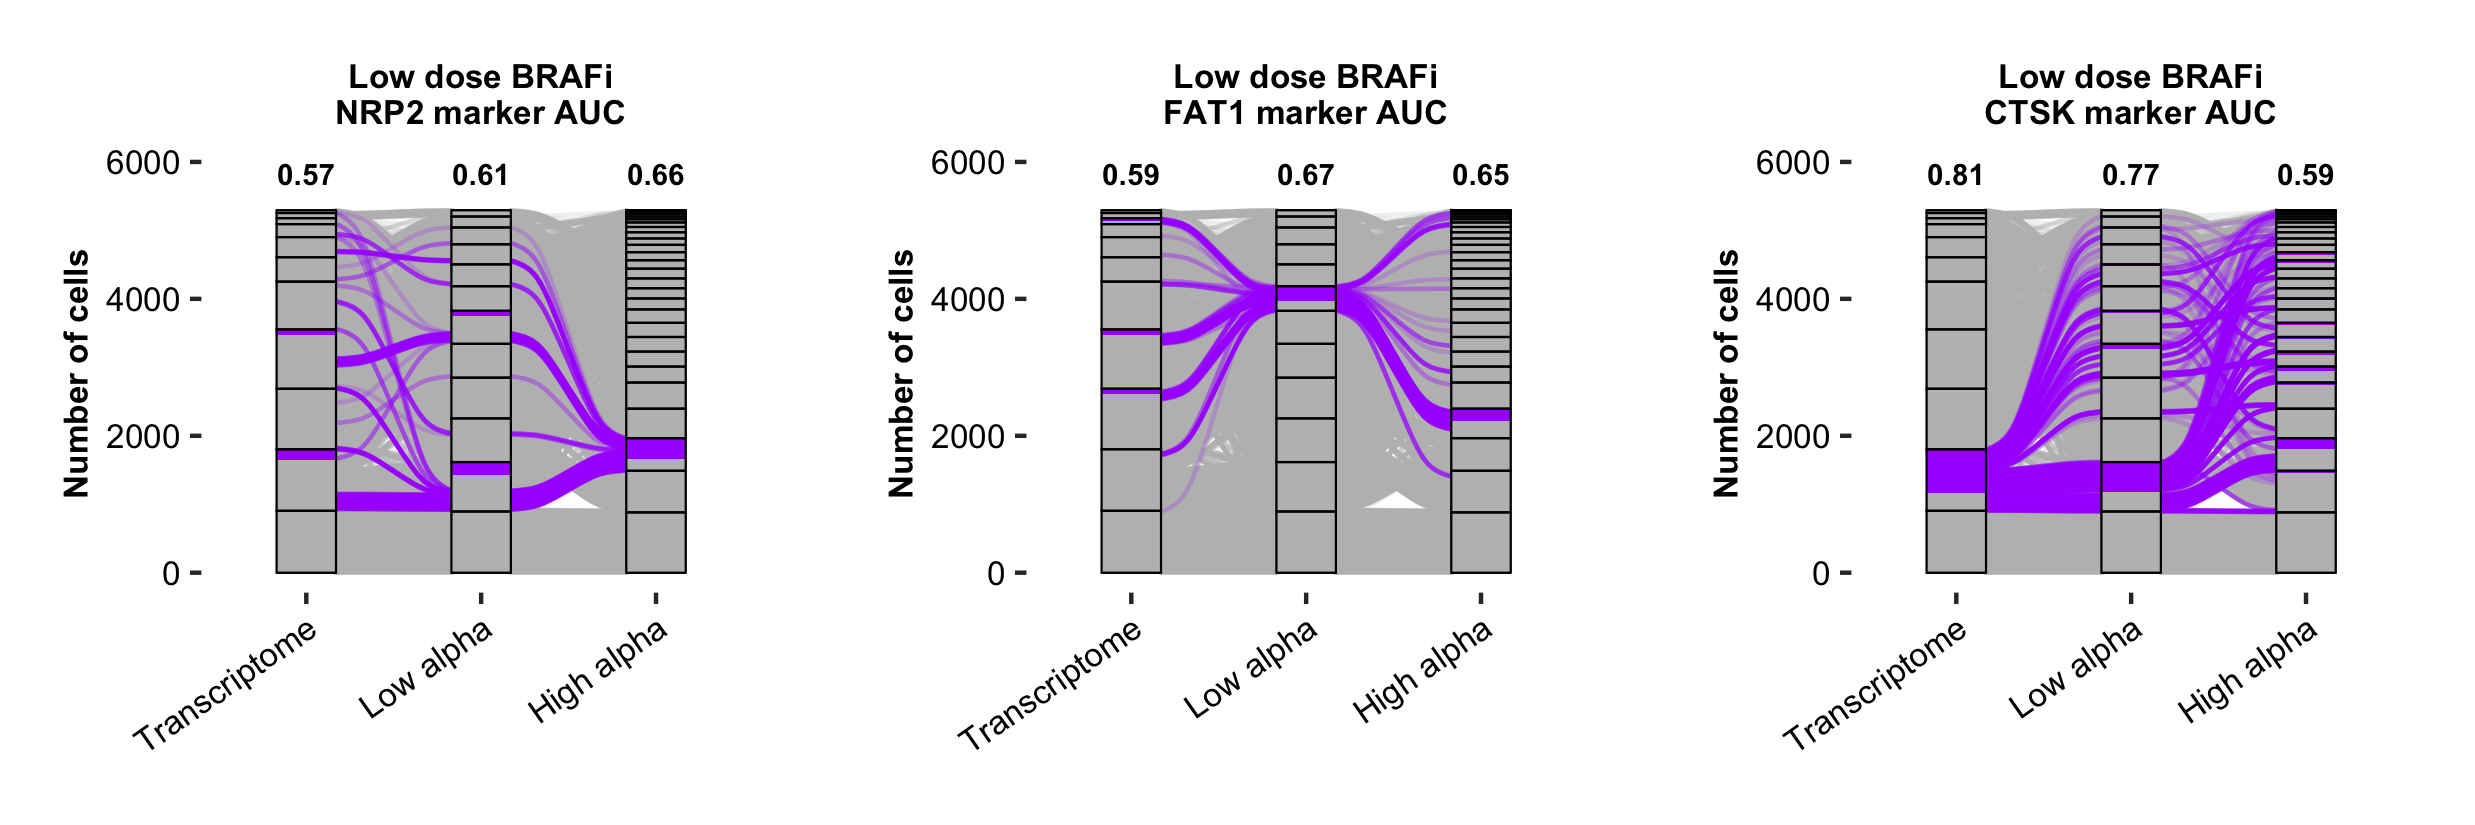 Low dose BRAFi
NRP2 marker AUC
Number of cells
6000
4000
2000
0
0.57 0.61 0.66
Transcriptome
Low alpha
High alpha
Low dose BRAFi
FAT1 marker AUC
Number of cells
6000
4000
2000
0
0.59 0.67 0.65
Transcriptome
Low alpha
High alpha
Low dose BRAFi
CTSK marker AUC
Number of cells
6000
4000
2000
0
0.81 0.77 0.59
Transcriptome
Low alpha
High alpha